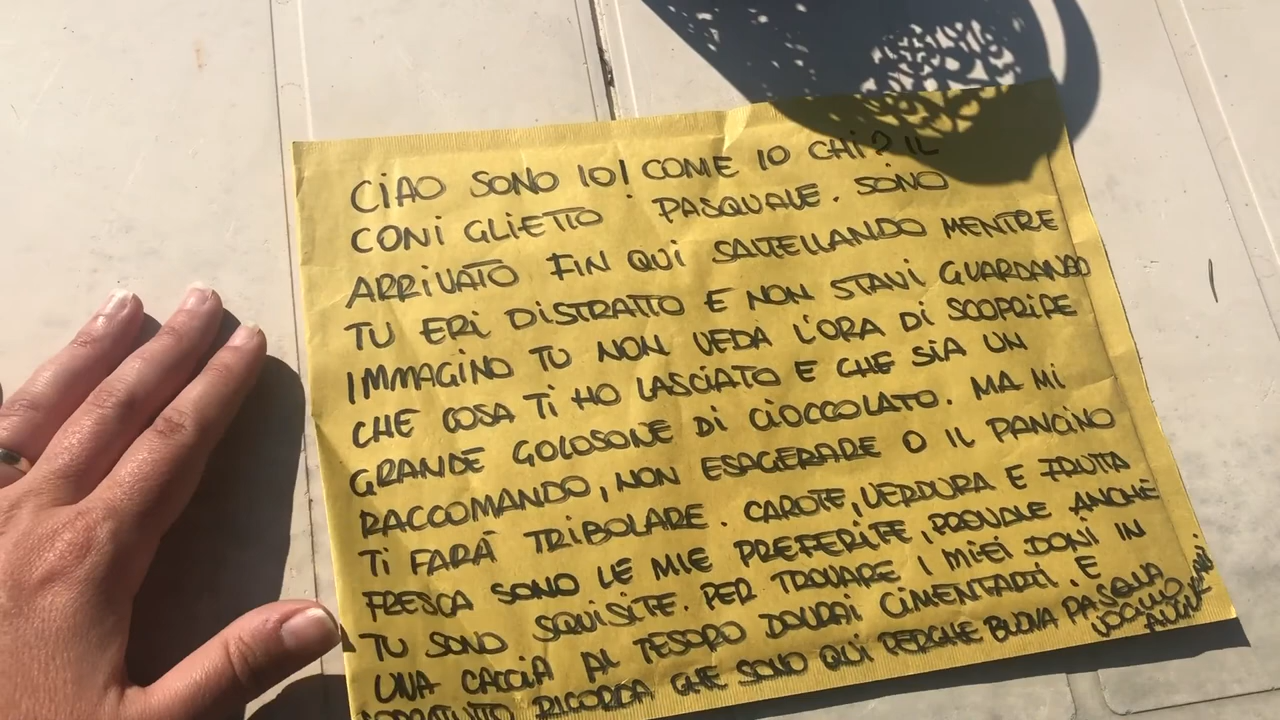 CIAO SONO IO! COME IO CHI? IL
CONIGLIETTO PASQUALE. SONO
ARRIVATO FIN QUI SALTELLANDO MENTRE
TU ERI DISTRATTO E NON STAVI GUARDANDO
IMMAGINO TU NON VEDA L'ORA DI SCOPRIRE
CHE COSA TI HO LASCIATO E CHE SIA UN
GRANDE GOLOSONE DI CIOCCOLATO. MA MI
RACCOMANDO, NON ESAGERARE O IL PANCINO
TI FARÀ TRIBOLARE. CAROTE, VERDURA E FRUTTA
FRESCA SONO LE MIE PREFERITE, PROVALE ANCHE
TU SONO SQUISITE. PER TROVARE I MIEI DONI IN
UNA CACCIA AL TESORO DOVRAI CIMENTARTI. E
SOPRATUTTO RICORDA CHE SONO QUI PERCHÈ BUONA PASQUA
VOGLIO
AUGURARTI